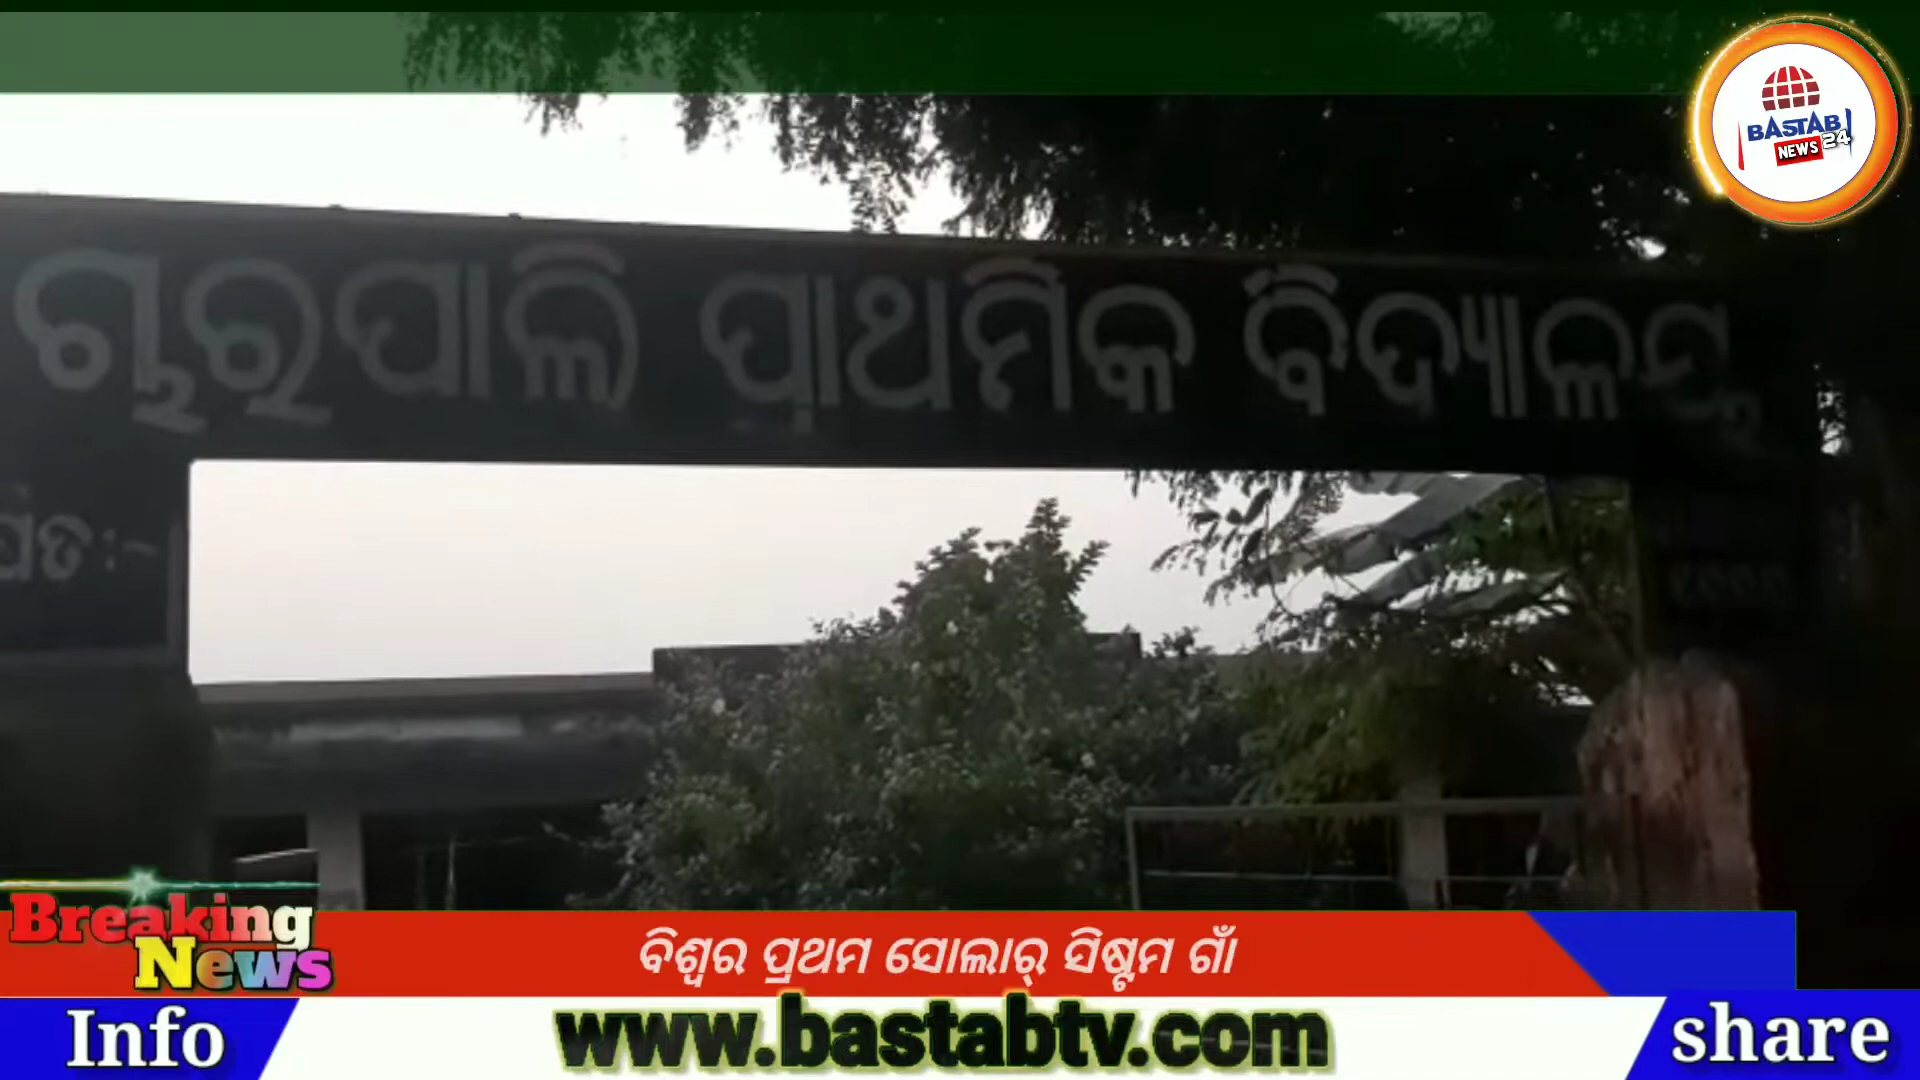 BASTAB
NEWS 24
ଚାରପାଲି ପ୍ରାଥମିକ ବିଦ୍ୟାଳୟ
Breaking
News
ବିଶ୍ୱର ପ୍ରଥମ ସୋଲାର୍ ସିଷ୍ଟମ ଗାଁ
Info
www.bastabtv.com
share